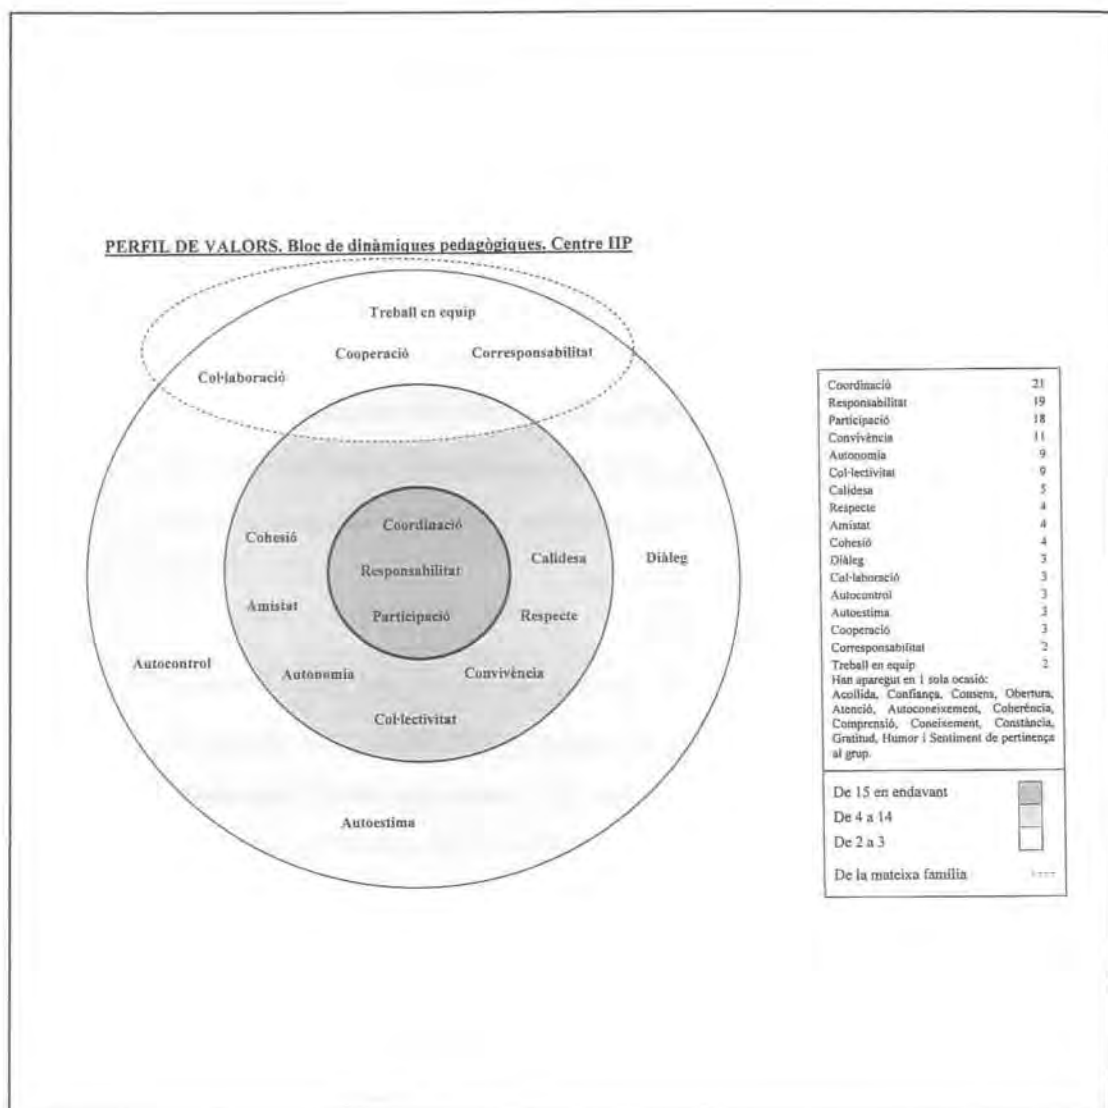 PERFIL DE VALORS. Bloc de dinàmiques pedagògiques. Centre IIP
Treball en equip
Cooperació
Corresponsabilitat
Col·laboració
Coordinació
Cohesió
Calidesa
Diàleg
Responsabilitat
Amistat
Participació
Respecte
Autocontrol
Autonomia
Convivència
Col·lectivitat
Autoestima
Coordinació 21
Responsabilitat 19
Participació 18
Convivència 11
Autonomia 9
Col·lectivitat 9
Calidesa 5
Respecte 4
Amistat 4
Cohesió 4
Diàleg 3
Col·laboració 3
Autocontrol 3
Autoestima 3
Cooperació 3
Corresponsabilitat 2
Treball en equip 2
Han aparegut en 1 sola ocasió:
Acollida, Confiança, Consens, Obertura,
Atenció, Autoconeixement, Coherència,
Comprensió, Coneixement, Constància,
Gratitud, Humor i Sentiment de pertinença
al grup.
De 15 en endavant
De 4 a 14
De 2 a 3
De la mateixa família